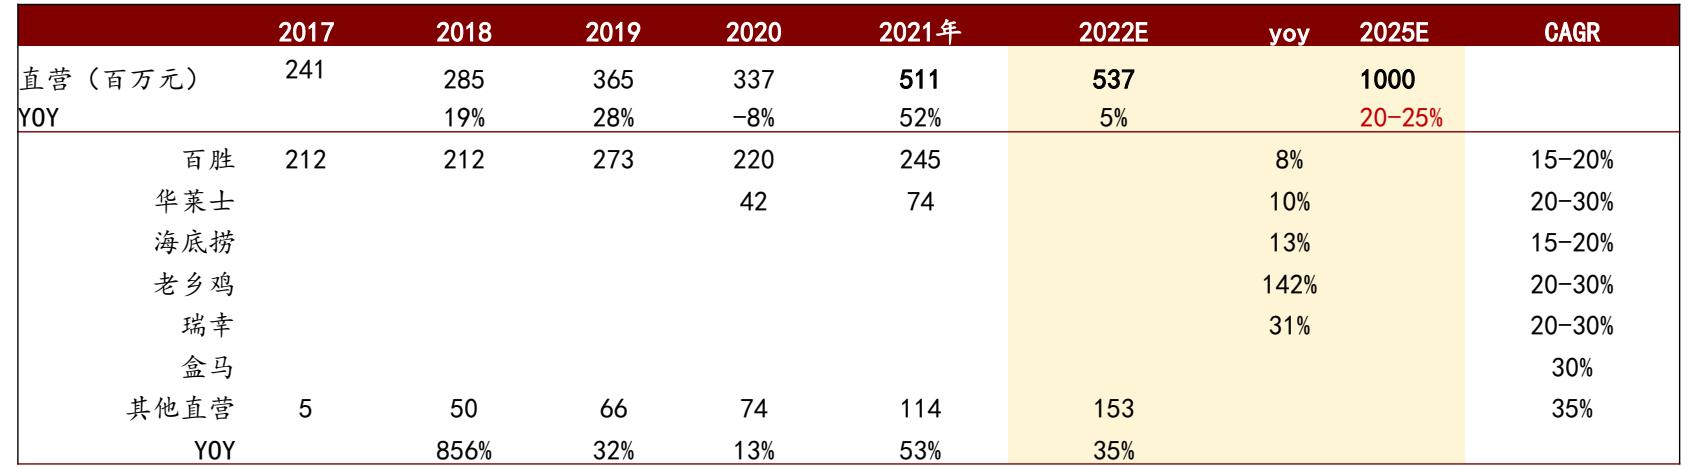 2017 2018 2019 2020 2021年 2022E yoy 2025E CAGR
直营（百万元） 241 285 365 337 511 537 1000
YOY 19% 28% -8% 52% 5% 20-25%
百胜 212 212 273 220 245 8% 15-20%
华莱士 42 74 10% 20-30%
海底捞 13% 15-20%
老乡鸡 142% 20-30%
瑞幸 31% 20-30%
盒马 30%
其他直营 5 50 66 74 114 153 35%
YOY 856% 32% 13% 53% 35%